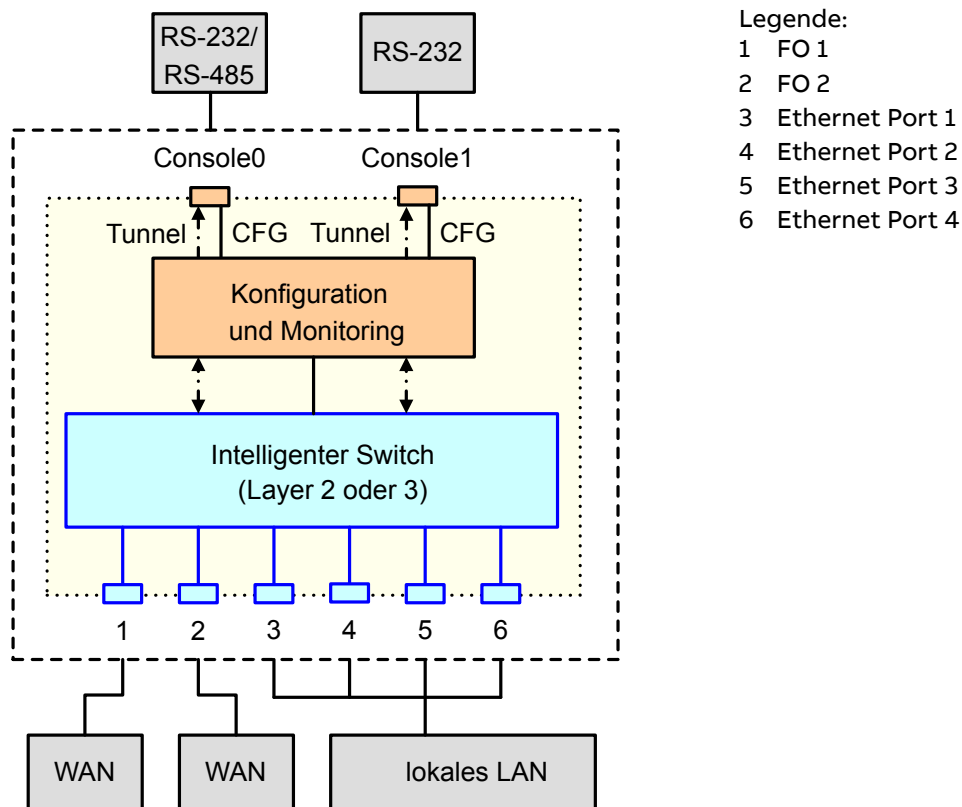 RS-232/
RS-485
RS-232
Console0
Console1
Tunnel
CFG
Tunnel
CFG
Konfiguration
und Monitoring
Intelligenter Switch
(Layer 2 oder 3)
1
2
3
4
5
6
WAN
WAN
lokales LAN
Legende:
1 FO 1
2 FO 2
3 Ethernet Port 1
4 Ethernet Port 2
5 Ethernet Port 3
6 Ethernet Port 4